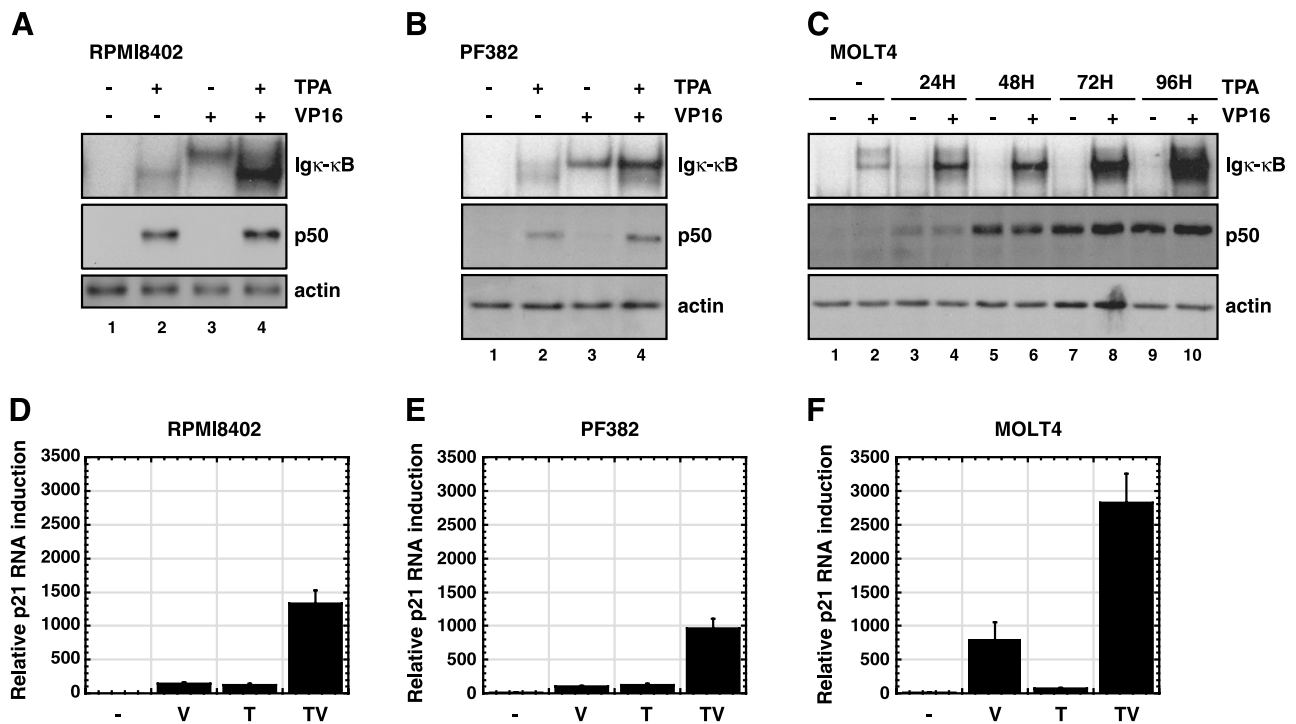 A
RPMI8402
- + - + TPA
- - + + VP16
Igκ-κB
p50
actin
1 2 3 4
B
PF382
- + - + TPA
- - + + VP16
Igκ-κB
p50
actin
1 2 3 4
C
MOLT4
- 24H 48H 72H 96H TPA
- + - + - + - + - + VP16
Igκ-κB
p50
actin
1 2 3 4 5 6 7 8 9 10
D
RPMI8402
Relative p21 RNA induction
3500
3000
2500
2000
1500
1000
500
0
- V T TV
E
PF382
Relative p21 RNA induction
3500
3000
2500
2000
1500
1000
500
0
- V T TV
F
MOLT4
Relative p21 RNA induction
3500
3000
2500
2000
1500
1000
500
0
- V T TV